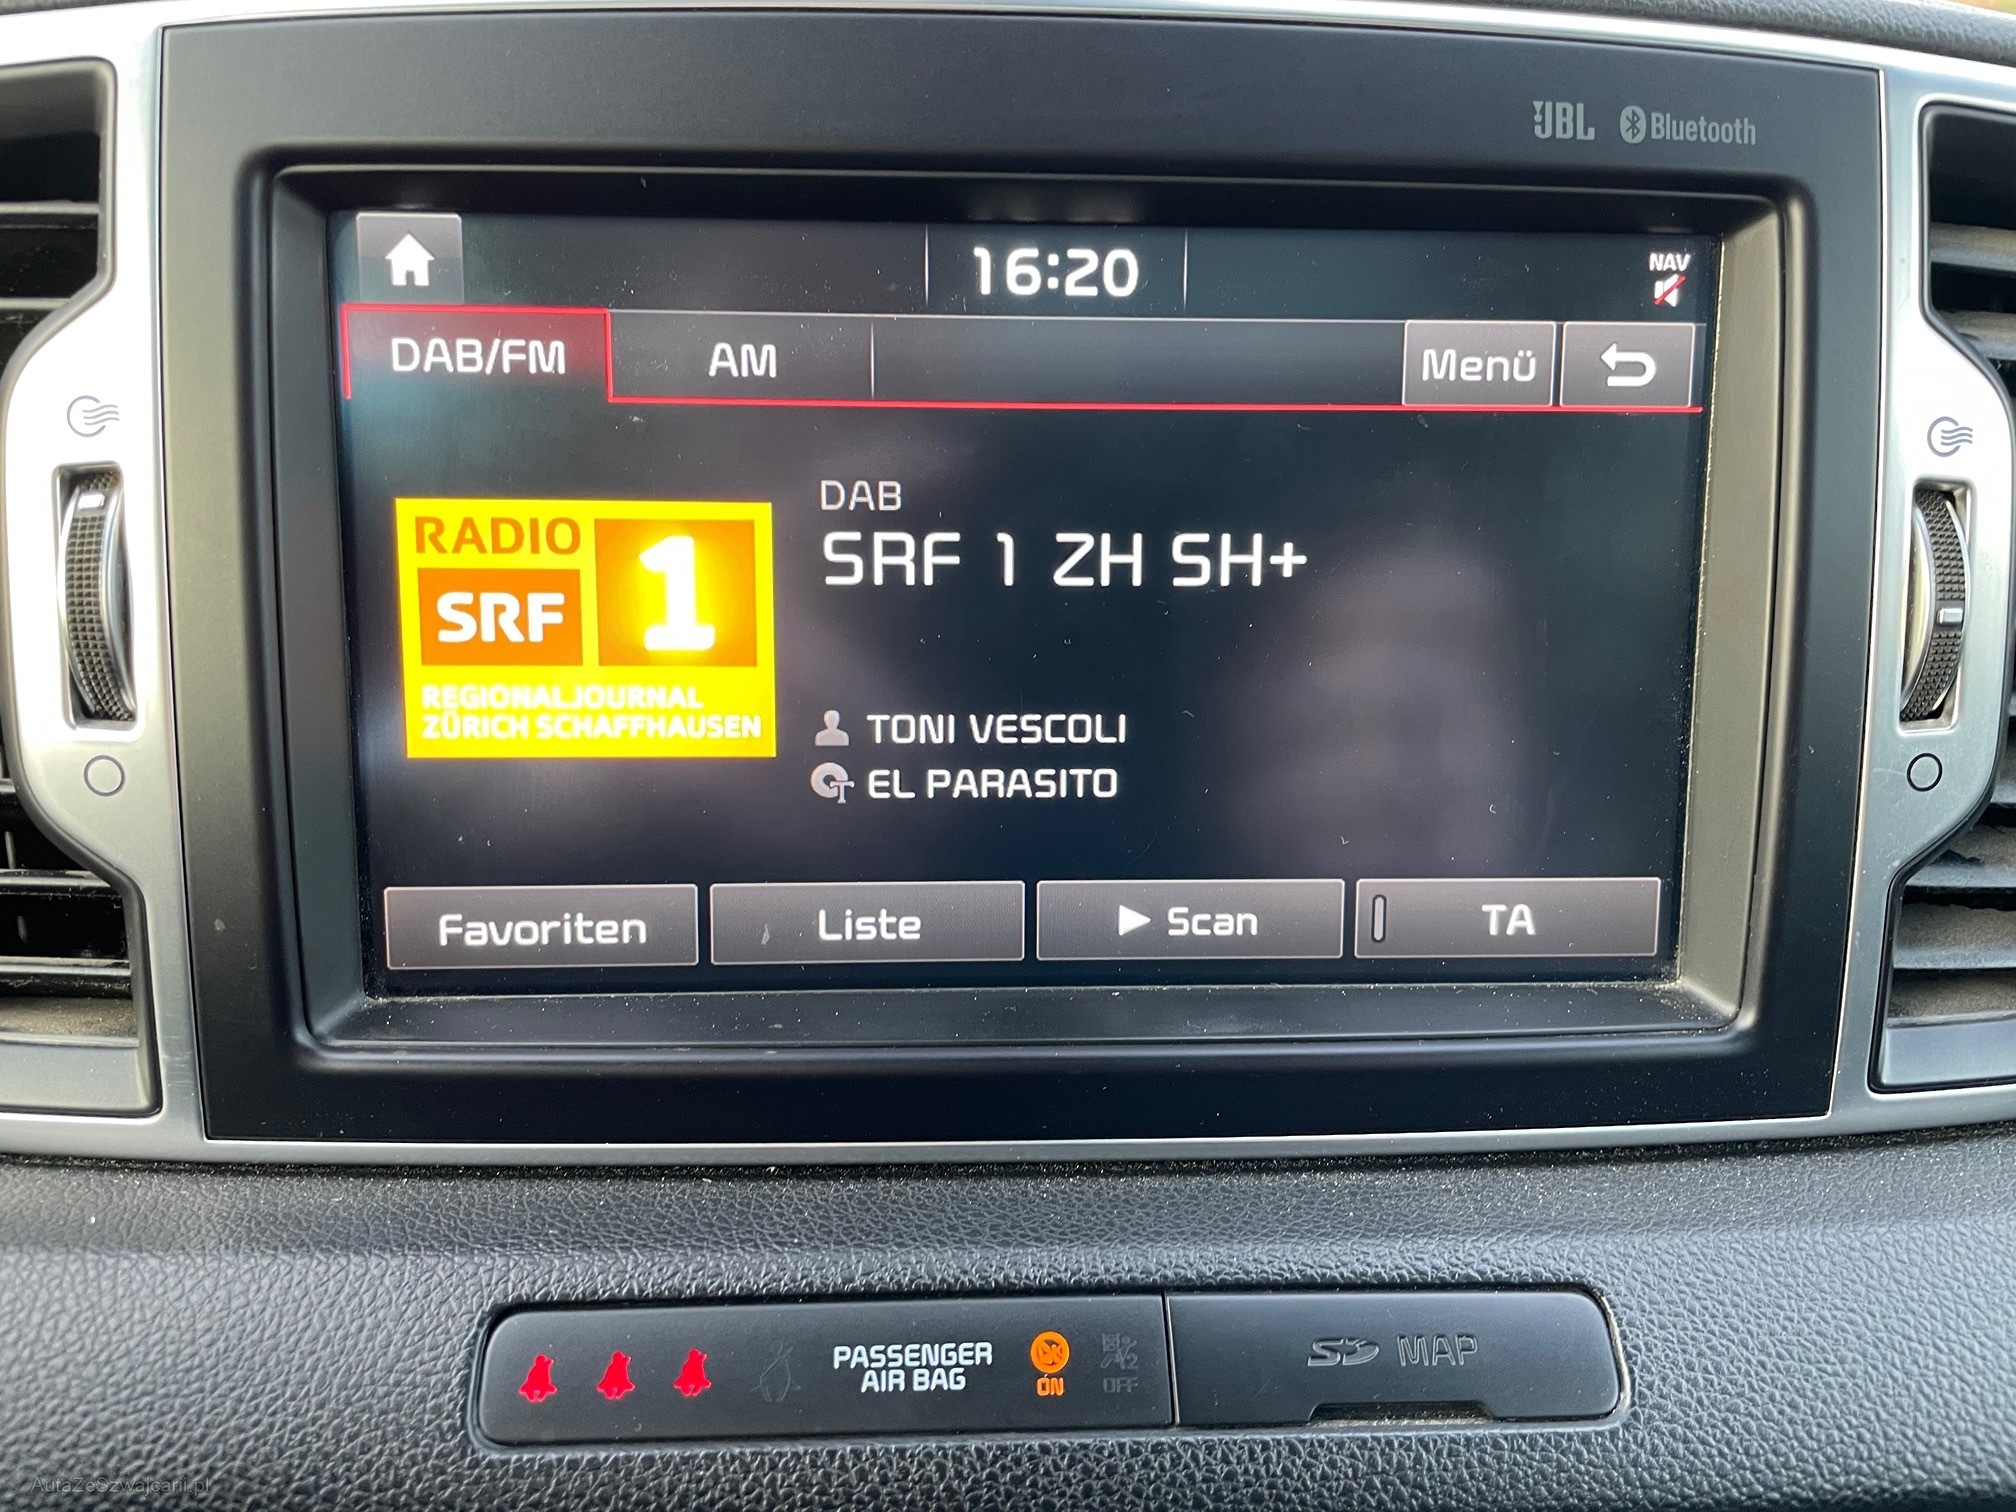 JBL Bluetooth
16:20
NAV
DAB/FM
AM
Menü
DAB
SRF 1 ZH SH+
RADIO
SRF
1
REGIONALJOURNAL
ZÜRICH SCHAFFHAUSEN
TONI VESCOLI
EL PARASITO
Favoriten
Liste
Scan
TA
PASSENGER
AIR BAG
ON
OFF
SD MAP
AutaZeSzwajcarii.pl